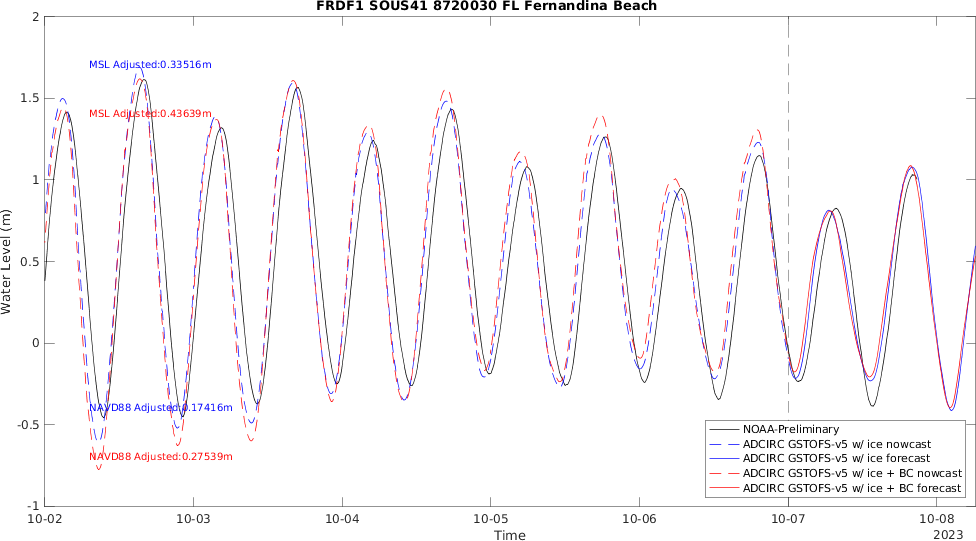 FRDF1 SOUS41 8720030 FL Fernandina Beach
2
1.5
1
0.5
0
-0.5
-1
Water Level (m)
MSL Adjusted:0.33516m
MSL Adjusted:0.43639m
NAVD88 Adjusted:0.17416m
NAVD88 Adjusted:0.27539m
NOAA-Preliminary
ADCIRC GSTOFS-v5 w/ ice nowcast
ADCIRC GSTOFS-v5 w/ ice forecast
ADCIRC GSTOFS-v5 w/ ice + BC nowcast
ADCIRC GSTOFS-v5 w/ ice + BC forecast
10-02 10-03 10-04 10-05 10-06 10-07 10-08
Time
2023